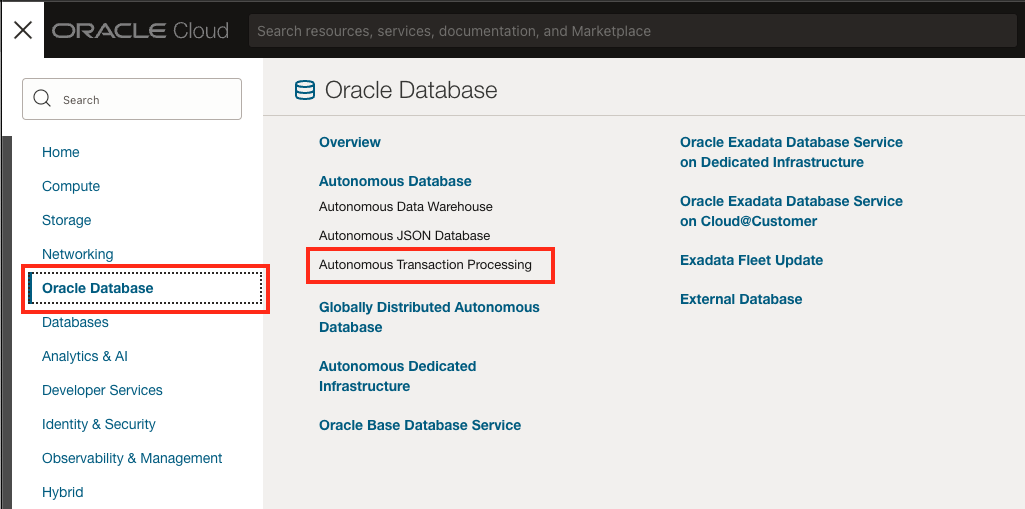 ORACLE Cloud
Search resources, services, documentation, and Marketplace
Search
Home
Compute
Storage
Networking
Oracle Database
Databases
Analytics & AI
Developer Services
Identity & Security
Observability & Management
Hybrid
Oracle Database
Overview
Autonomous Database
Autonomous Data Warehouse
Autonomous JSON Database
Autonomous Transaction Processing
Globally Distributed Autonomous
Database
Autonomous Dedicated
Infrastructure
Oracle Base Database Service
Oracle Exadata Database Service
on Dedicated Infrastructure
Oracle Exadata Database Service
on Cloud@Customer
Exadata Fleet Update
External Database